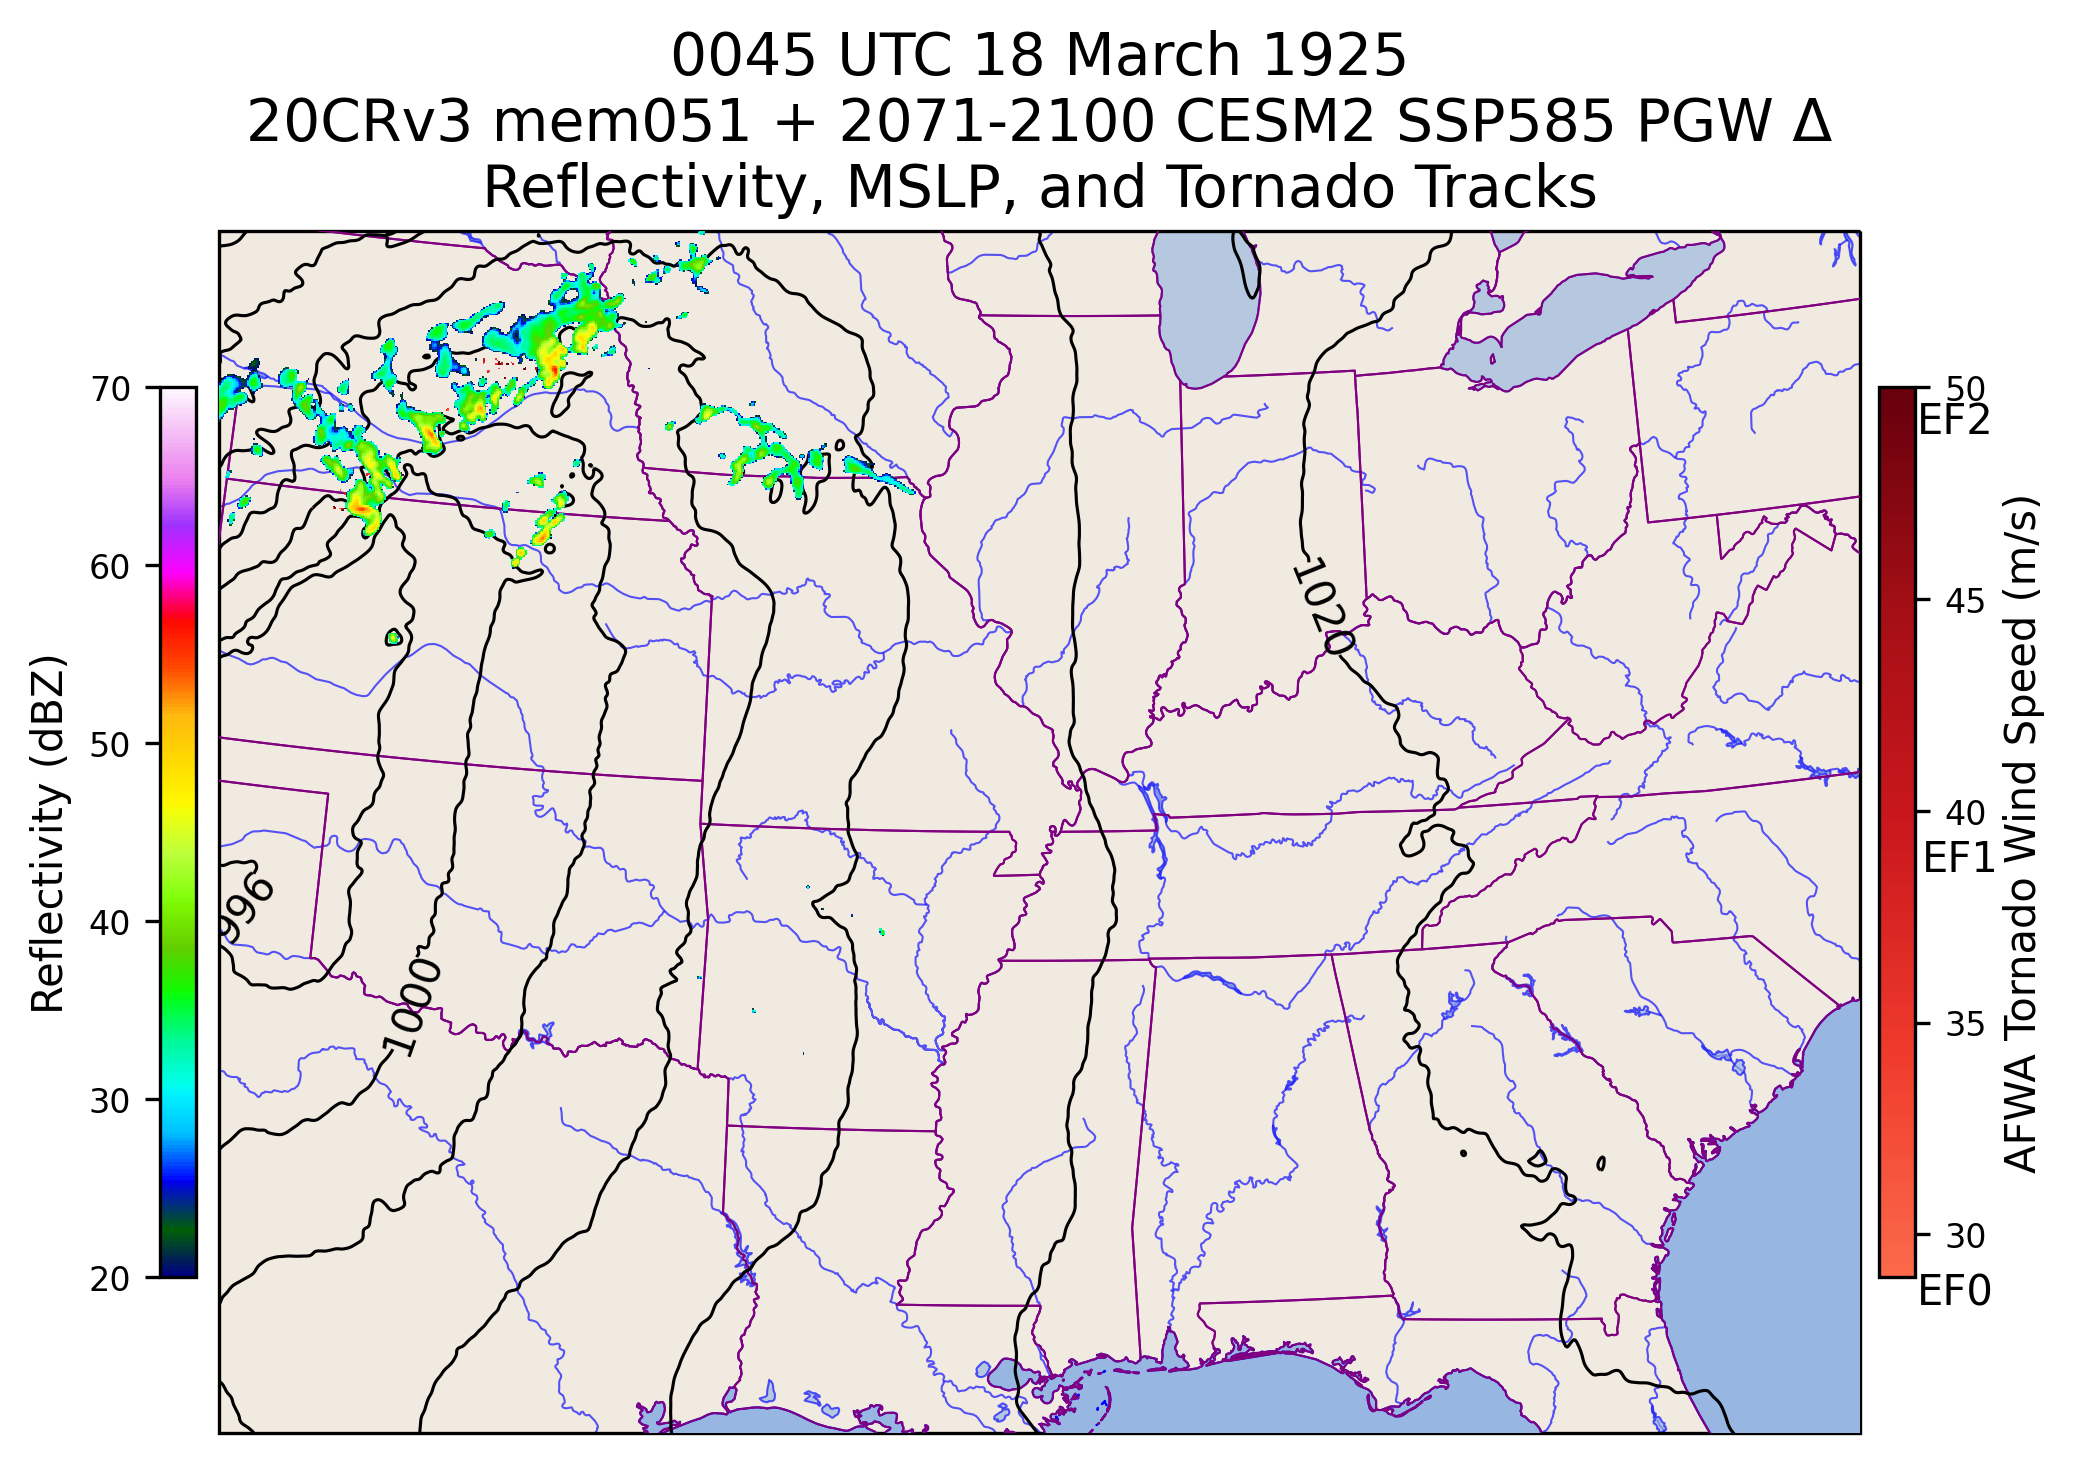 0045 UTC 18 March 1925
20CRv3 mem051 + 2071-2100 CESM2 SSP585 PGW Δ
Reflectivity, MSLP, and Tornado Tracks
70
60
50
40
30
20
Reflectivity (dBZ)
1020
996
1000
50
EF2
45
40
EF1
35
30
EF0
AFWA Tornado Wind Speed (m/s)